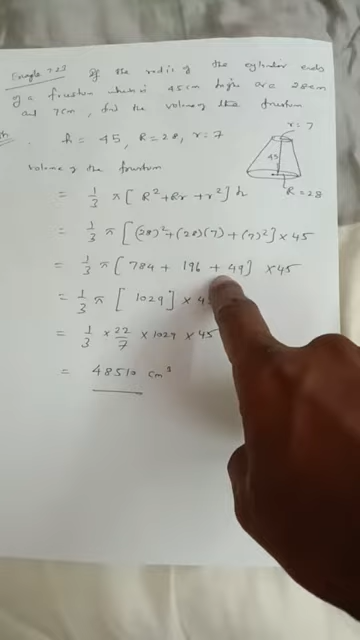 Example 7.23 If the radii of the circular ends
of a frustum which is 45cm high are 28cm
and 7cm, find the volume of the frustum
h = 45, R = 28, r = 7
r = 7
45
R = 28
Volume of the frustum
= 1/3 π [R² + Rr + r²] h
= 1/3 π [(28)² + (28)(7) + (7)²] × 45
= 1/3 π [784 + 196 + 49] × 45
= 1/3 π [1029] × 45
= 1/3 × 22/7 × 1029 × 45
= 48510 cm³